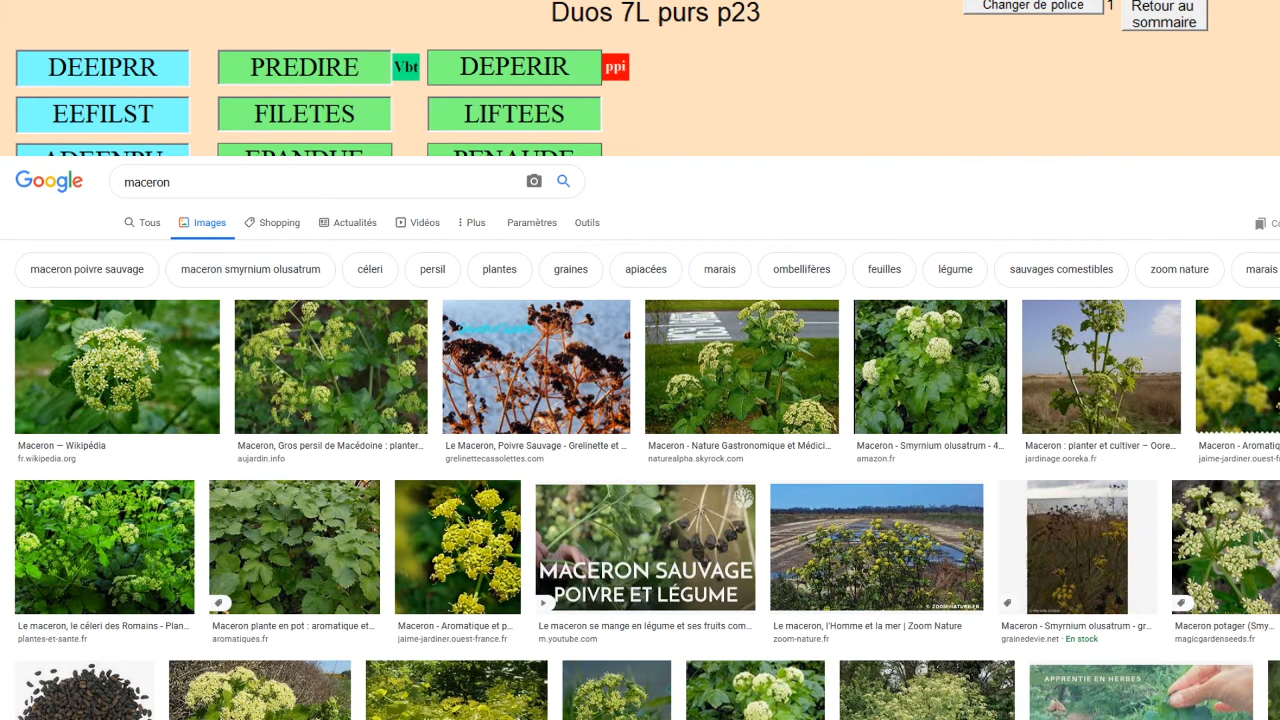 Duos 7L purs p23
Changer de police
1
Retour au
sommaire
DEEIPRR PREDIRE Vbt DEPERIR ppi
EEFILST FILETES LIFTEES
ADEENPU EPANDUE PENAUDE
Google
maceron
Tous Images Shopping Actualités Vidéos Plus Paramètres Outils
maceron poivre sauvage maceron smyrnium olusatrum céleri persil plantes graines apiacées marais ombellifères feuilles légume sauvages comestibles zoom nature marais
Maceron — Wikipédia
fr.wikipedia.org
Maceron, Gros persil de Macédoine : planter...
aujardin.info
Le Maceron, Poivre Sauvage - Grelinette et ...
grelinettecassolettes.com
Maceron - Nature Gastronomique et Médici...
naturealpha.skyrock.com
Maceron - Smyrnium olusatrum - 4...
amazon.fr
Maceron : planter et cultiver – Oore...
jardinage.ooreka.fr
Maceron - Aromatiq
jaime-jardiner.ouest-f
MACERON SAUVAGE
POIVRE ET LÉGUME
© ZOOM-NATURE.FR
Le maceron, le céleri des Romains - Plan...
plantes-et-sante.fr
Maceron plante en pot : aromatique et...
aromatiques.fr
Maceron - Aromatique et p...
jaime-jardiner.ouest-france.fr
Le maceron se mange en légume et ses fruits com...
m.youtube.com
Le maceron, l'Homme et la mer | Zoom Nature
zoom-nature.fr
Maceron - Smyrnium olusatrum - gr...
grainedevie.net · En stock
Maceron potager (Smy...
magicgardenseeds.fr
APPRENTIE EN HERBES